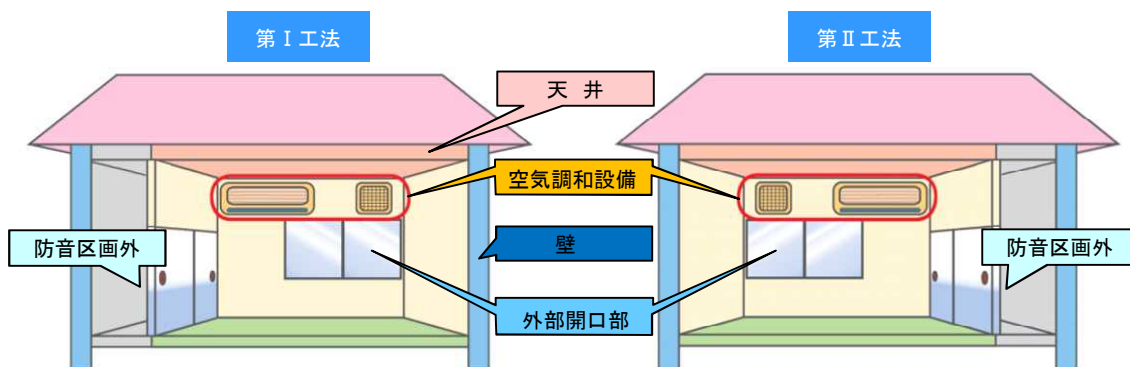 第Ⅰ工法
第Ⅱ工法
天 井
空気調和設備
防音区画外
壁
防音区画外
外部開口部